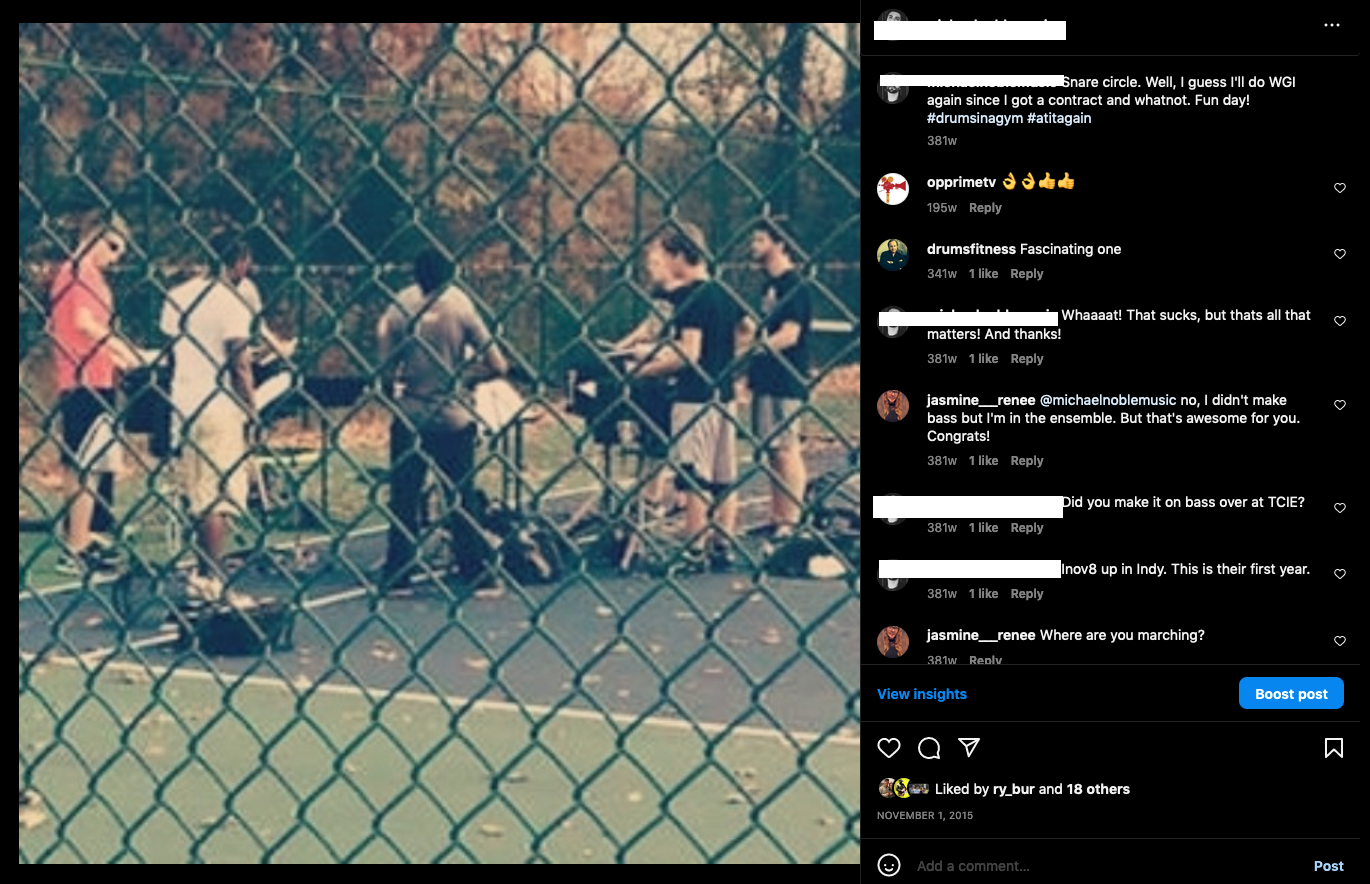 Snare circle. Well, I guess I'll do WGI
again since I got a contract and whatnot. Fun day!
#drumsinagym #atitagain
381w
opprimetv 👌👌👍👍
195w Reply
drumsfitness Fascinating one
341w 1 like Reply
Whaaaat! That sucks, but thats all that
matters! And thanks!
381w 1 like Reply
jasmine___renee @michaelnoblemusic no, I didn't make
bass but I'm in the ensemble. But that's awesome for you.
Congrats!
381w 1 like Reply
Did you make it on bass over at TCIE?
381w 1 like Reply
Inov8 up in Indy. This is their first year.
381w 1 like Reply
jasmine___renee Where are you marching?
381w Reply
View insights
Boost post
Liked by ry_bur and 18 others
NOVEMBER 1, 2015
Add a comment...
Post